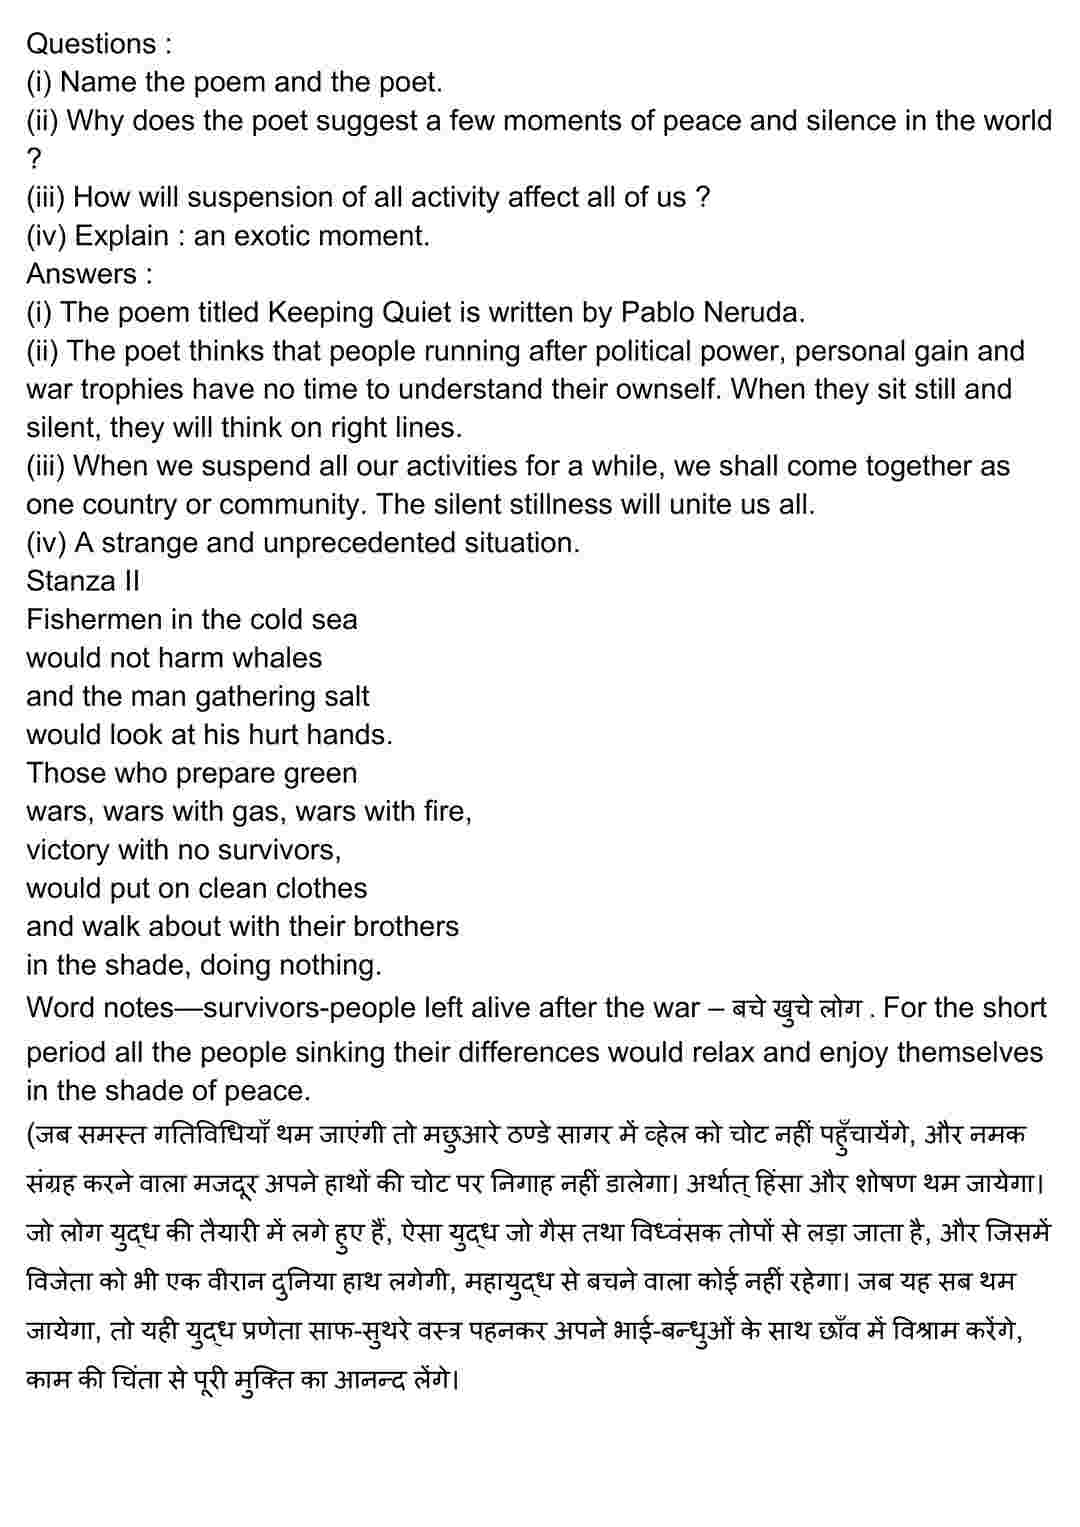 Questions :
(i) Name the poem and the poet.
(ii) Why does the poet suggest a few moments of peace and silence in the world
?
(iii) How will suspension of all activity affect all of us ?
(iv) Explain : an exotic moment.
Answers :
(i) The poem titled Keeping Quiet is written by Pablo Neruda.
(ii) The poet thinks that people running after political power, personal gain and
war trophies have no time to understand their ownself. When they sit still and
silent, they will think on right lines.
(iii) When we suspend all our activities for a while, we shall come together as
one country or community. The silent stillness will unite us all.
(iv) A strange and unprecedented situation.
Stanza II
Fishermen in the cold sea
would not harm whales
and the man gathering salt
would look at his hurt hands.
Those who prepare green
wars, wars with gas, wars with fire,
victory with no survivors,
would put on clean clothes
and walk about with their brothers
in the shade, doing nothing.
Word notes—survivors-people left alive after the war – बचे खुचे लोग . For the short
period all the people sinking their differences would relax and enjoy themselves
in the shade of peace.
(जब समस्त गतिविधियाँ थम जाएंगी तो मछुआरे ठण्डे सागर में व्हेल को चोट नहीं पहुँचायेंगे, और नमक
संग्रह करने वाला मजदूर अपने हाथों की चोट पर निगाह नहीं डालेगा। अर्थात् हिंसा और शोषण थम जायेगा।
जो लोग युद्ध की तैयारी में लगे हुए हैं, ऐसा युद्ध जो गैस तथा विध्वंसक तोपों से लड़ा जाता है, और जिसमें
विजेता को भी एक वीरान दुनिया हाथ लगेगी, महायुद्ध से बचने वाला कोई नहीं रहेगा। जब यह सब थम
जायेगा, तो यही युद्ध प्रणेता साफ-सुथरे वस्त्र पहनकर अपने भाई-बन्धुओं के साथ छाँव में विश्राम करेंगे,
काम की चिंता से पूरी मुक्ति का आनन्द लेंगे।